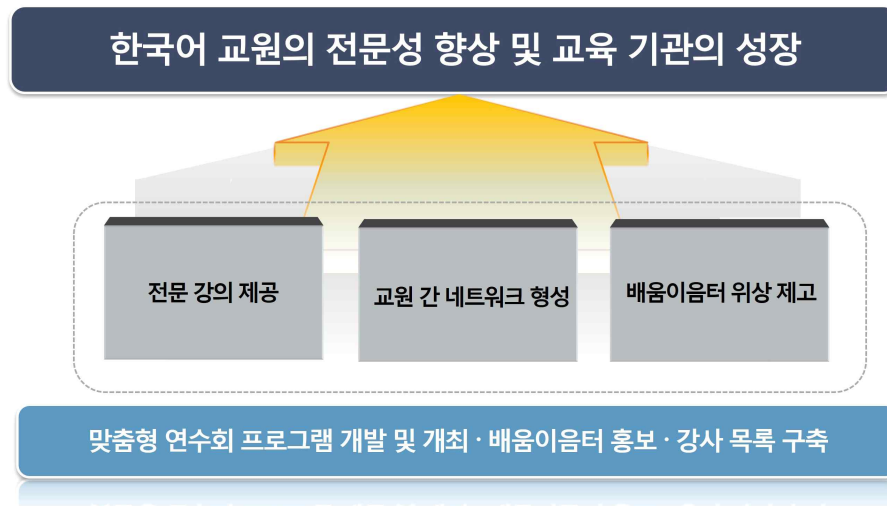 한국어 교원의 전문성 향상 및 교육 기관의 성장
전문 강의 제공
교원 간 네트워크 형성
배움이음터 위상 제고
맞춤형 연수회 프로그램 개발 및 개최 · 배움이음터 홍보 · 강사 목록 구축